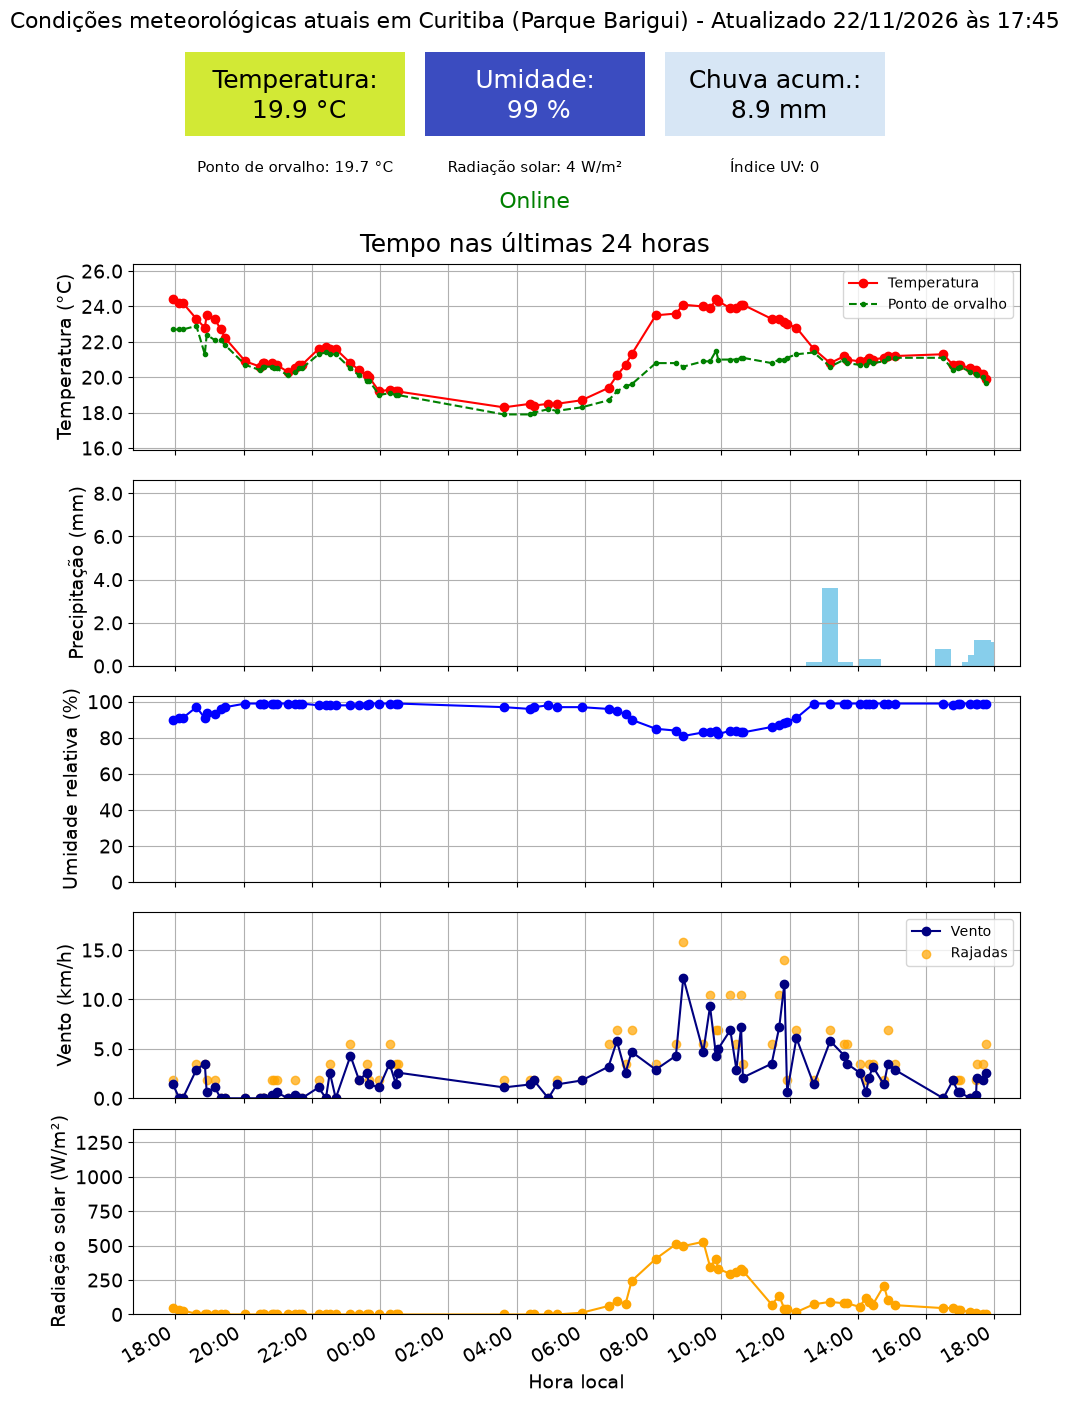 Condições meteorológicas atuais em Curitiba (Parque Barigui) - Atualizado 22/11/2026 às 17:45
Temperatura:
19.9 °C
Umidade:
99 %
Chuva acum.:
8.9 mm
Ponto de orvalho: 19.7 °C
Radiação solar: 4 W/m²
Índice UV: 0
Online
Tempo nas últimas 24 horas
Temperatura (°C)
26.0
24.0
22.0
20.0
18.0
16.0
Temperatura
Ponto de orvalho
Precipitação (mm)
8.0
6.0
4.0
2.0
0.0
Umidade relativa (%)
100
80
60
40
20
0
Vento (km/h)
15.0
10.0
5.0
0.0
Vento
Rajadas
Radiação solar (W/m²)
1250
1000
750
500
250
0
18:00
20:00
22:00
00:00
02:00
04:00
06:00
08:00
10:00
12:00
14:00
16:00
18:00
Hora local